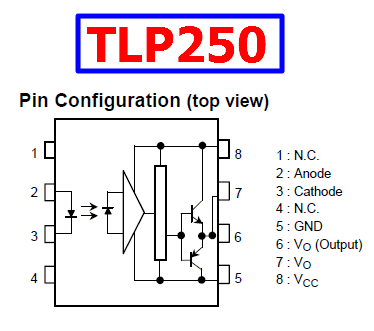 TLP250
Pin Configuration (top view)
1
2
3
4
8
7
6
5
1 : N.C.
2 : Anode
3 : Cathode
4 : N.C.
5 : GND
6 : VO (Output)
7 : VO
8 : VCC